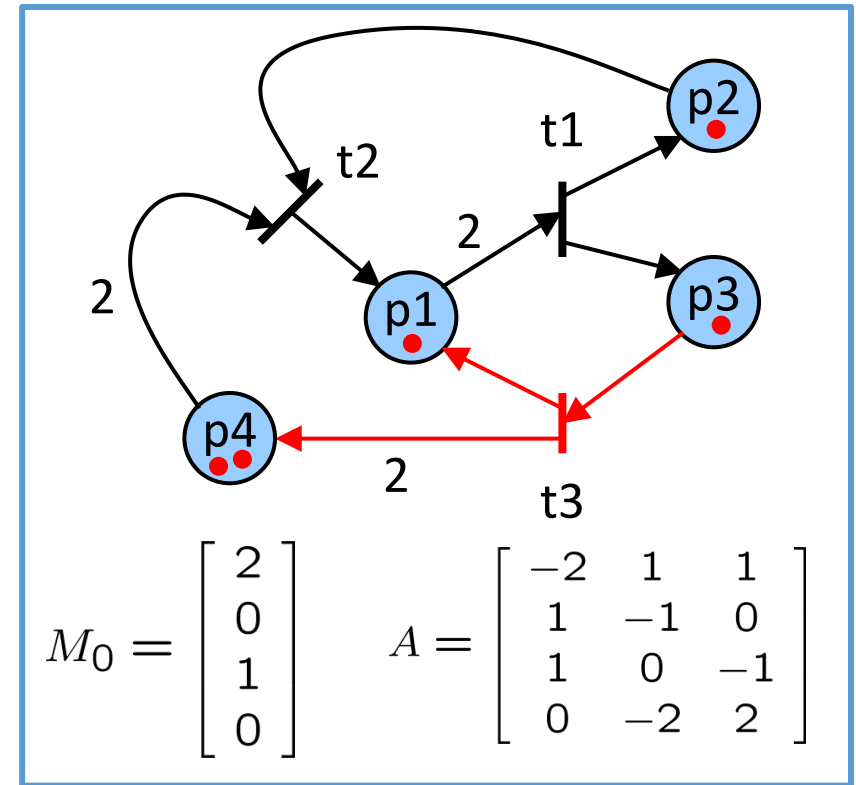 p2
t1
t2
2
2
p3
p1
p4
2
t3
M₀ = [ 2 0 1 0 ] A = [ −2 1 1
1 −1 0
1 0 −1
0 −2 2 ]